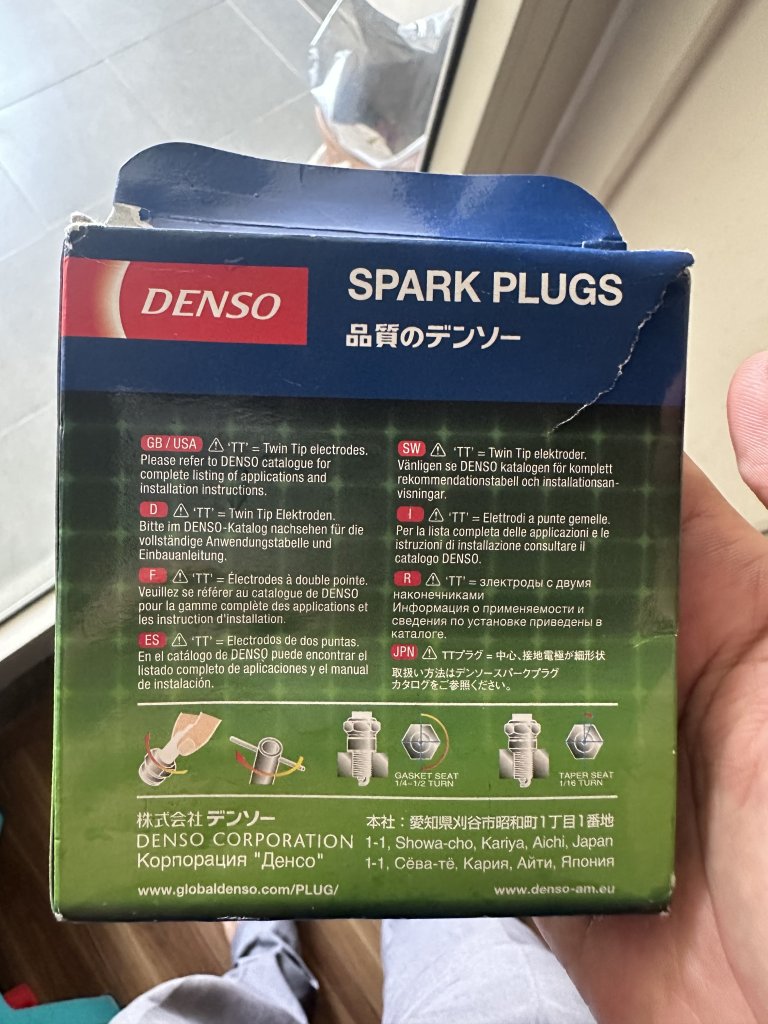 DENSO
SPARK PLUGS
品質のデンソー
GB / USA ⚠ 'TT' = Twin Tip electrodes.
Please refer to DENSO catalogue for
complete listing of applications and
installation instructions.
D ⚠ 'TT' = Twin Tip Elektroden.
Bitte im DENSO-Katalog nachsehen für die
vollständige Anwendungstabelle und
Einbauanleitung.
F ⚠ 'TT' = Électrodes à double pointe.
Veuillez se référer au catalogue de DENSO
pour la gamme complète des applications et
les instruction d'installation.
ES ⚠ 'TT' = Electrodos de dos puntas.
En el catálogo de DENSO puede encontrar el
listado completo de aplicaciones y el manual
de instalación.
SW ⚠ 'TT' = Twin Tip elektroder.
Vänligen se DENSO katalogen för komplett
rekommendationstabell och installationsan-
visningar.
I ⚠ 'TT' = Elettrodi a punte gemelle.
Per la lista completa delle applicazioni e le
istruzioni di installazione consultare il
catalogo DENSO.
R ⚠ 'TT' = злектроды с двумя
наконечниками
Информация о применяемости и
сведения по установке приведены в
каталоге.
JPN ⚠ TTプラグ = 中心、接地電極が細形状
取扱い方法はデンソースパークプラグ
カタログをご参照ください。
GASKET SEAT
1/4-1/2 TURN
TAPER SEAT
1/16 TURN
株式会社 デンソー
DENSO CORPORATION
Корпорация "Денсо"
本社：愛知県刈谷市昭和町1丁目1番地
1-1, Showa-cho, Kariya, Aichi, Japan
1-1, Сёва-тё, Кария, Айти, Япония
www.globaldenso.com/PLUG/
www.denso-am.eu